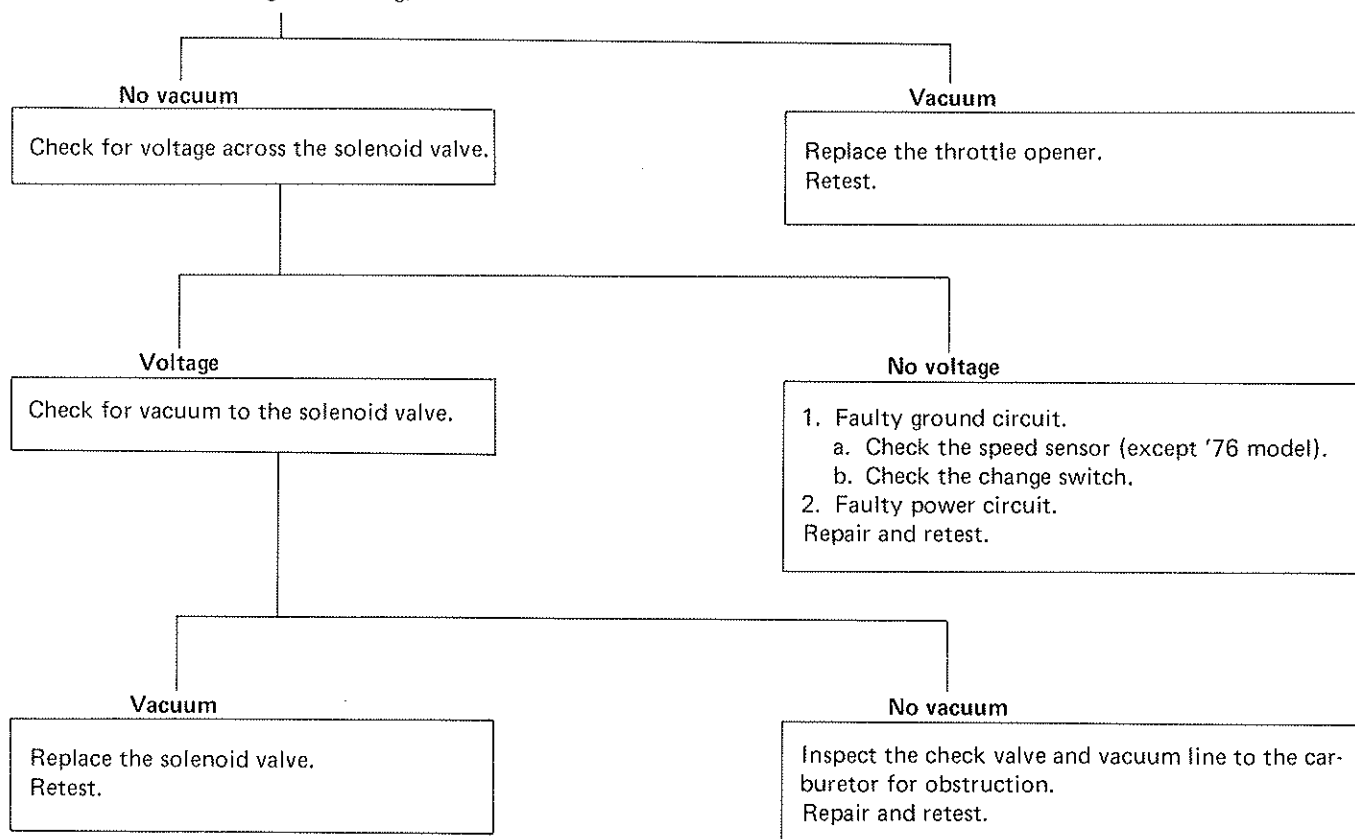 No vacuum
Vacuum
Check for voltage across the solenoid valve.
Replace the throttle opener.
Retest.
Voltage
No voltage
Check for vacuum to the solenoid valve.
1. Faulty ground circuit.
a. Check the speed sensor (except '76 model).
b. Check the change switch.
2. Faulty power circuit.
Repair and retest.
Vacuum
No vacuum
Replace the solenoid valve.
Retest.
Inspect the check valve and vacuum line to the car-
buretor for obstruction.
Repair and retest.